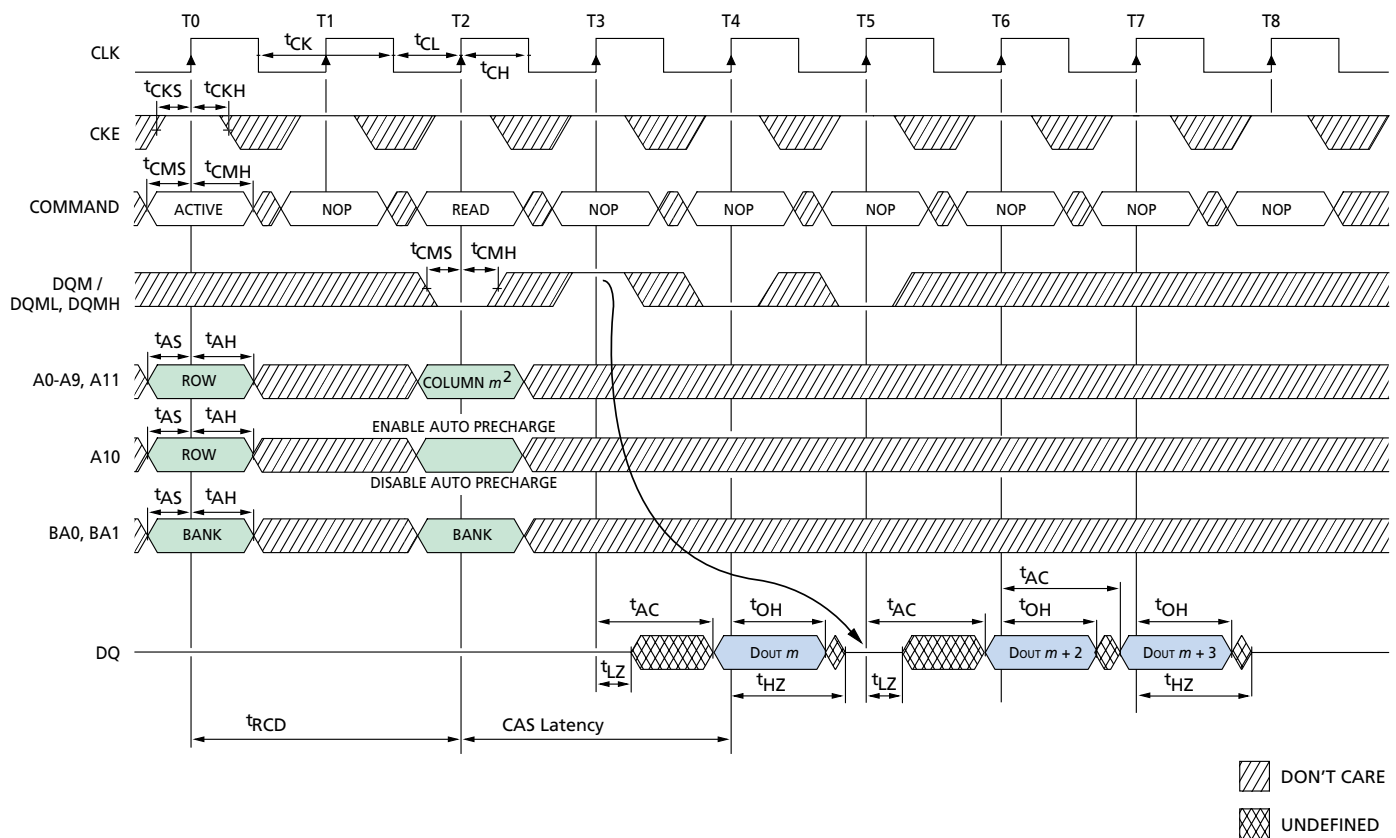 T0 T1 T2 T3 T4 T5 T6 T7 T8
CLK
tCK tCL
tCH
tCKS tCKH
CKE
tCMS tCMH
COMMAND ACTIVE NOP READ NOP NOP NOP NOP NOP NOP
tCMS tCMH
DQM /
DQML, DQMH
tAS tAH
A0-A9, A11 ROW COLUMN m2
tAS tAH ENABLE AUTO PRECHARGE
A10 ROW
DISABLE AUTO PRECHARGE
tAS tAH
BA0, BA1 BANK BANK
tAC
tAC tOH tAC tOH tOH
DQ DOUT m DOUT m + 2 DOUT m + 3
tLZ tHZ tLZ tHZ
tRCD CAS Latency
DON'T CARE
UNDEFINED